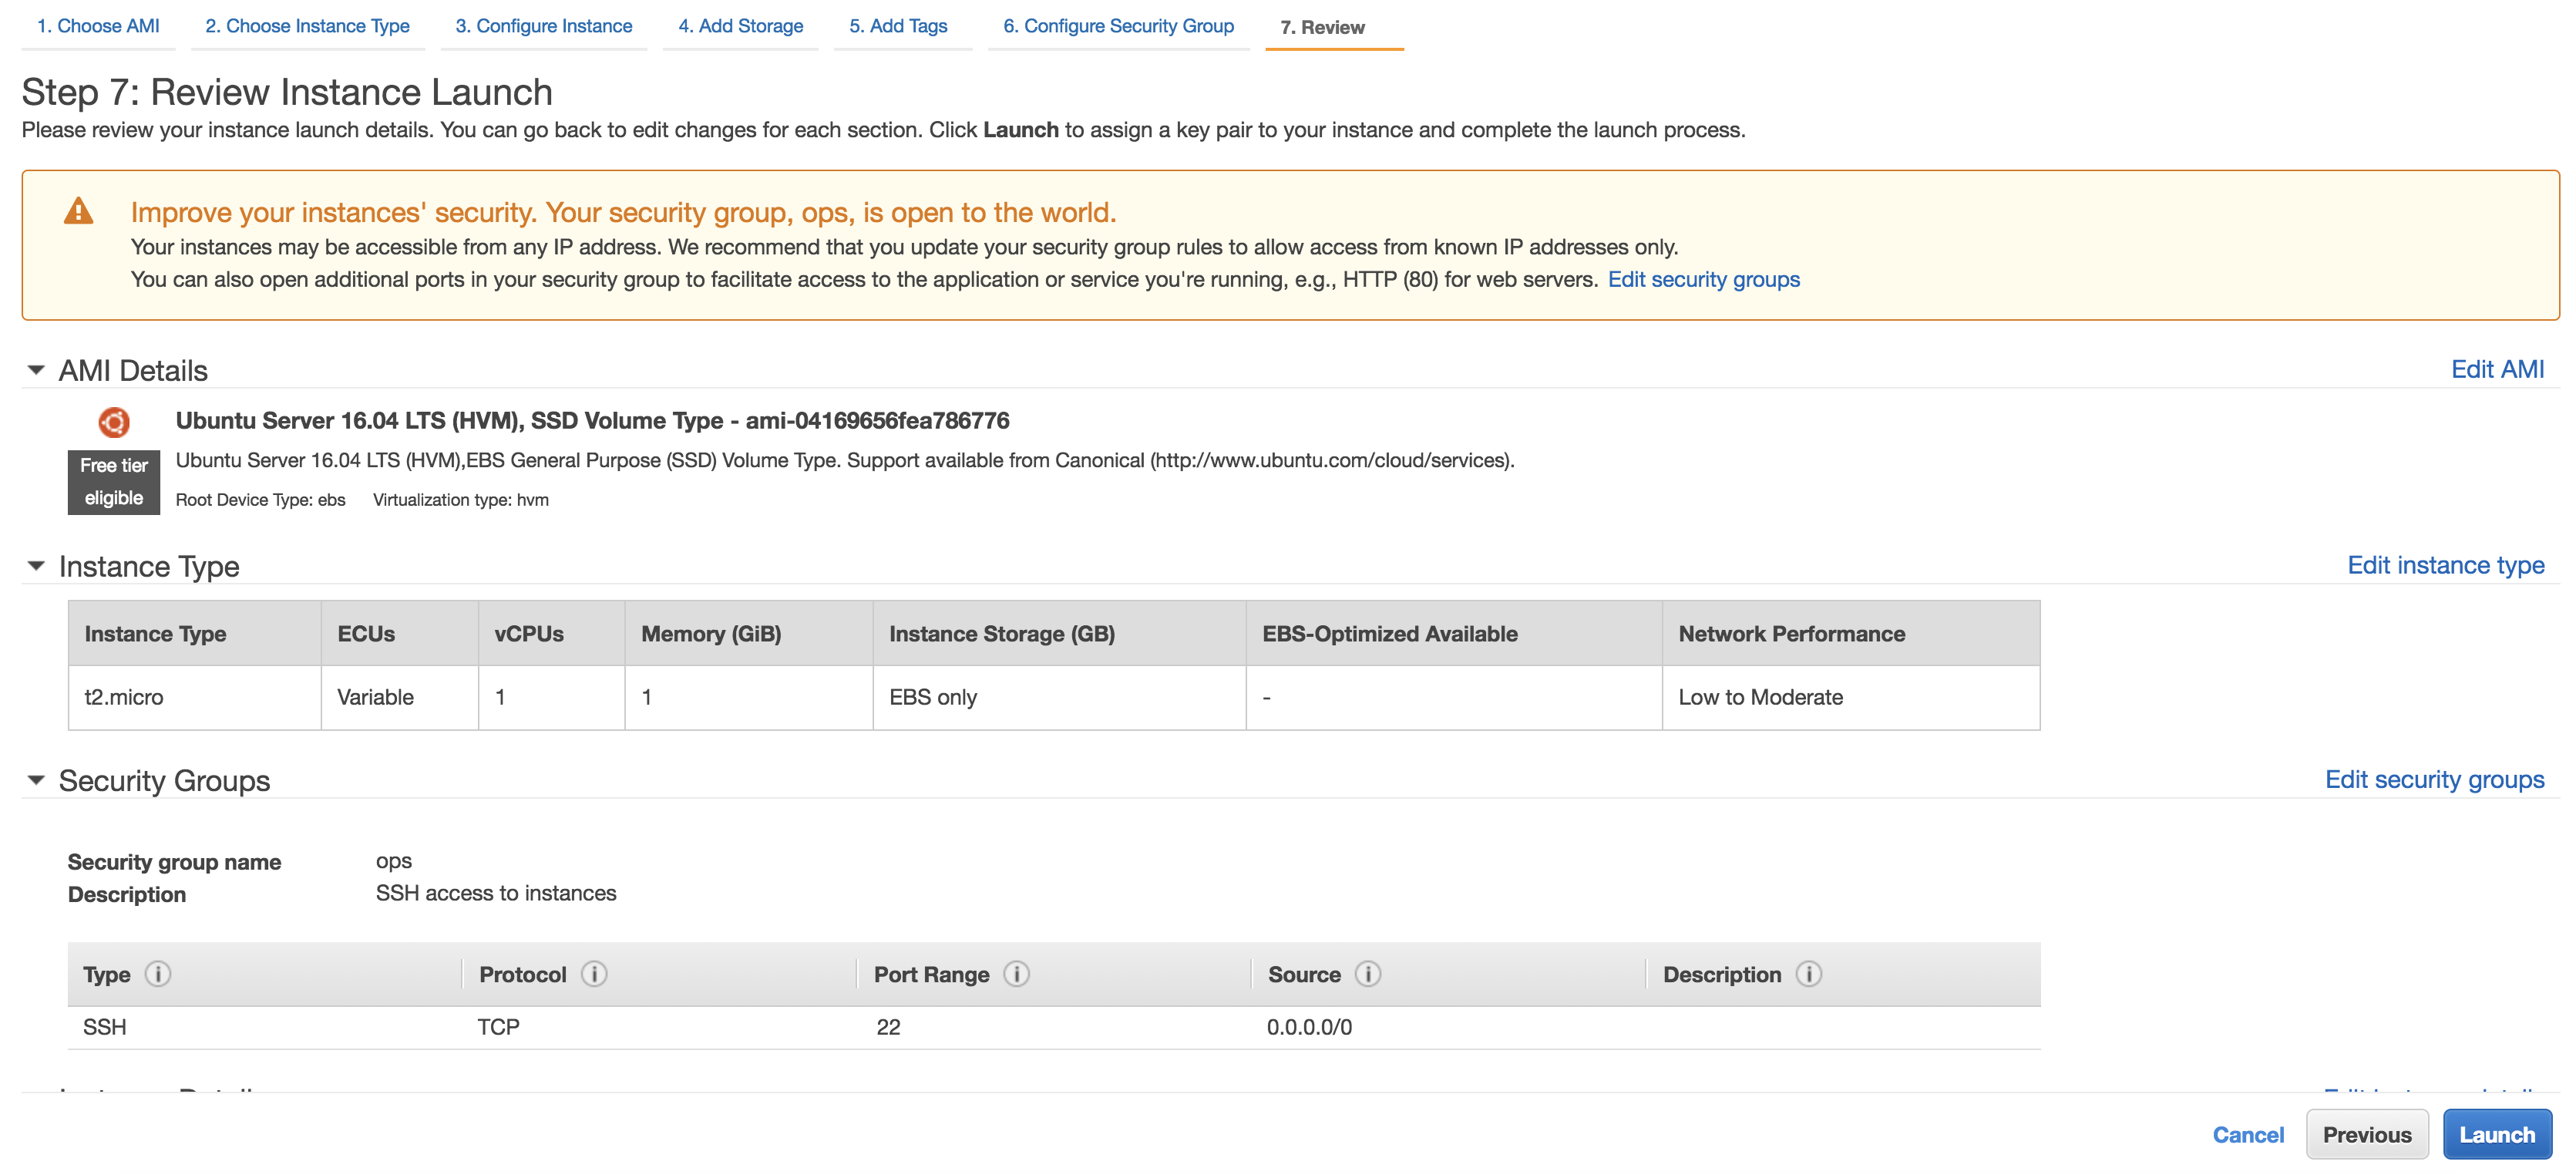 1. Choose AMI 2. Choose Instance Type 3. Configure Instance 4. Add Storage 5. Add Tags 6. Configure Security Group 7. Review
Step 7: Review Instance Launch
Please review your instance launch details. You can go back to edit changes for each section. Click Launch to assign a key pair to your instance and complete the launch process.
Improve your instances' security. Your security group, ops, is open to the world.
Your instances may be accessible from any IP address. We recommend that you update your security group rules to allow access from known IP addresses only.
You can also open additional ports in your security group to facilitate access to the application or service you're running, e.g., HTTP (80) for web servers. Edit security groups
AMI Details Edit AMI
Ubuntu Server 16.04 LTS (HVM), SSD Volume Type - ami-04169656fea786776
Free tier
eligible
Ubuntu Server 16.04 LTS (HVM),EBS General Purpose (SSD) Volume Type. Support available from Canonical (http://www.ubuntu.com/cloud/services).
Root Device Type: ebs Virtualization type: hvm
Instance Type Edit instance type
Instance Type ECUs vCPUs Memory (GiB) Instance Storage (GB) EBS-Optimized Available Network Performance
t2.micro Variable 1 1 EBS only - Low to Moderate
Security Groups Edit security groups
Security group name ops
Description SSH access to instances
Type Protocol Port Range Source Description
SSH TCP 22 0.0.0.0/0
Cancel Previous Launch